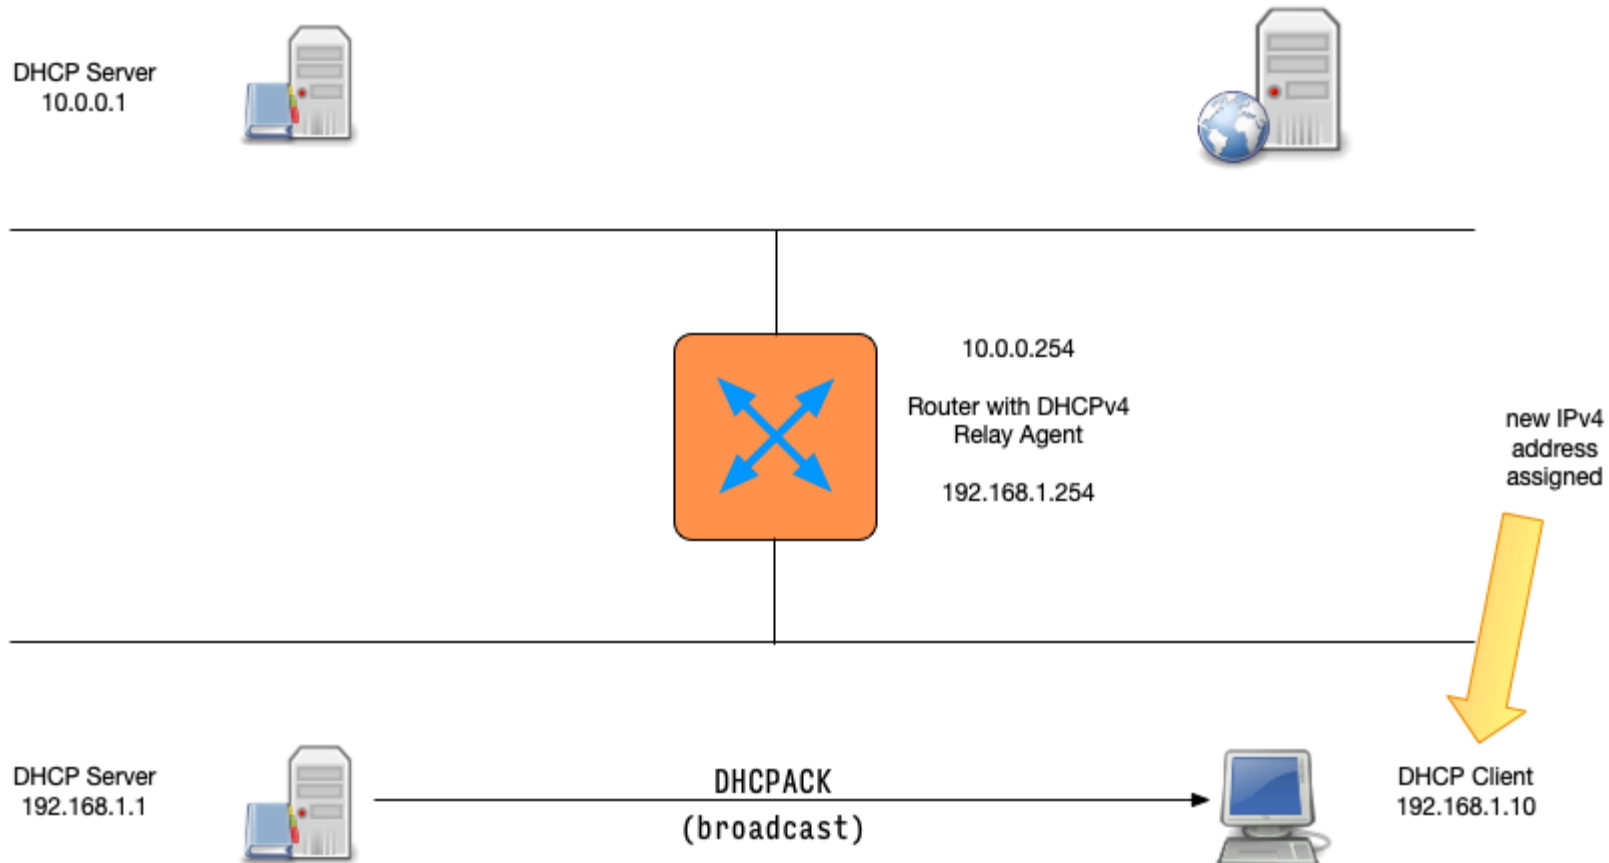 DHCP Server
10.0.0.1
10.0.0.254
Router with DHCPv4
Relay Agent
192.168.1.254
new IPv4
address
assigned
DHCP Server
192.168.1.1
DHCPACK
(broadcast)
DHCP Client
192.168.1.10